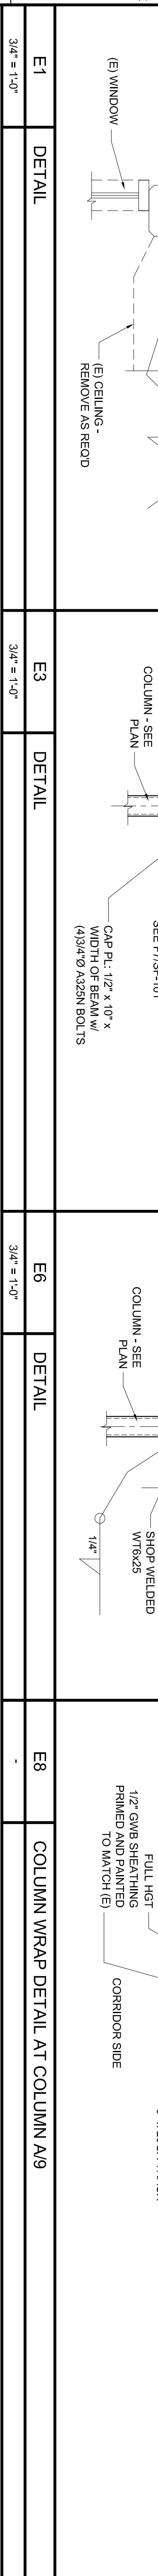 (E) WINDOW
(E) CEILING -
REMOVE AS REQ'D
E1
DETAIL
3/4" = 1'-0"
COLUMN - SEE
PLAN
CAP PL: 1/2" x 10" x
WIDTH OF BEAM w/
(4)3/4"Ø A325N BOLTS
E3
DETAIL
3/4" = 1'-0"
COLUMN - SEE
PLAN
SHOP WELDED
WT6x25
1/4"
E6
DETAIL
3/4" = 1'-0"
FULL HGT
1/2" GWB SHEATHING
PRIMED AND PAINTED
TO MATCH (E)
CORRIDOR SIDE
E8
COLUMN WRAP DETAIL AT COLUMN A/9
-